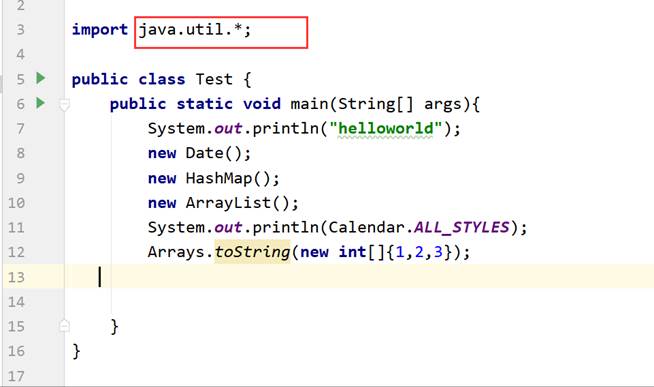 2
3 import java.util.*;
4
5 public class Test {
6 public static void main(String[] args){
7 System.out.println("helloworld");
8 new Date();
9 new HashMap();
10 new ArrayList();
11 System.out.println(Calendar.ALL_STYLES);
12 Arrays.toString(new int[]{1,2,3});
13
14
15 }
16 }
17